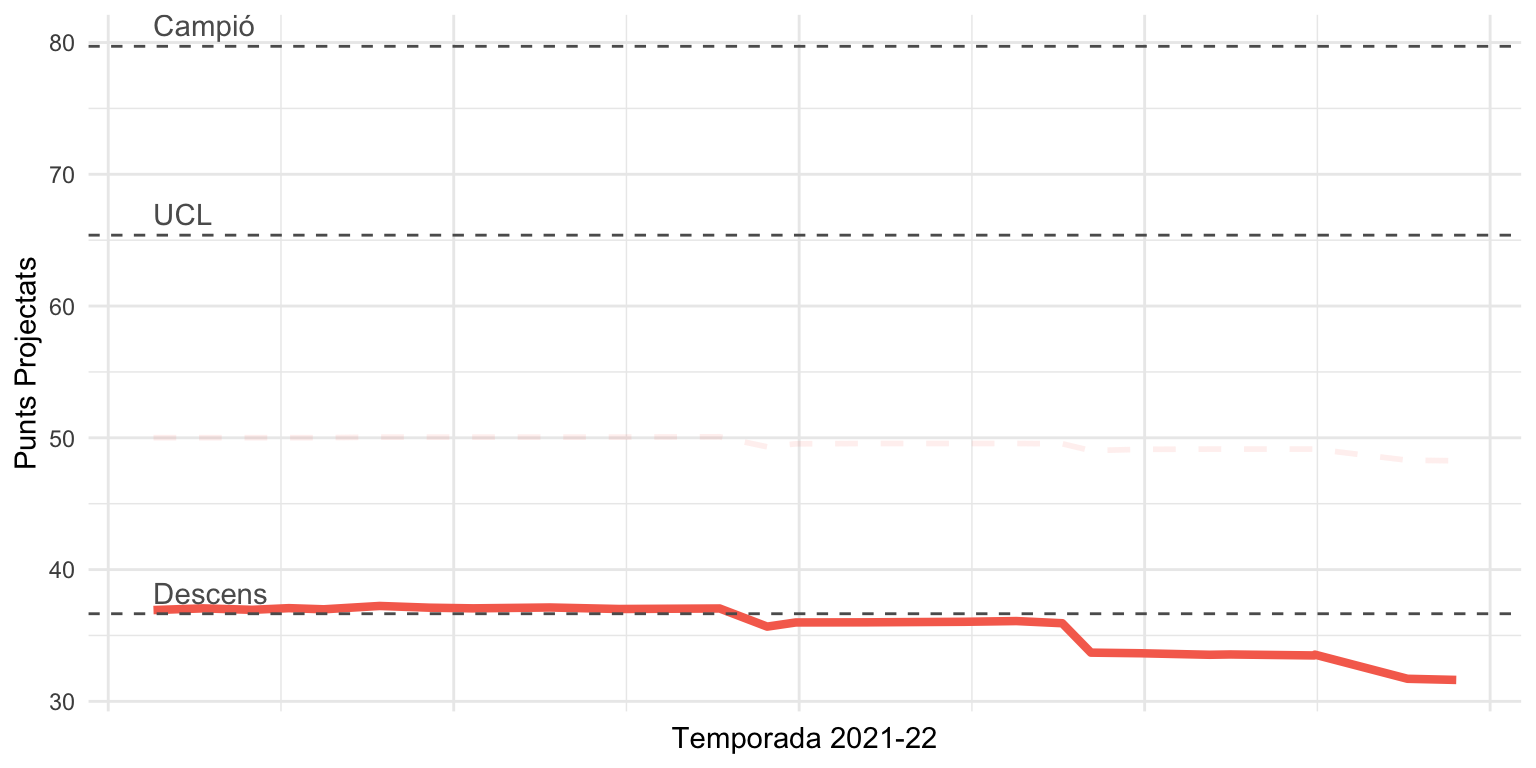 Campió
80
70
UCL
60
Punts Projectats
50
40
Descens
30
Temporada 2021-22